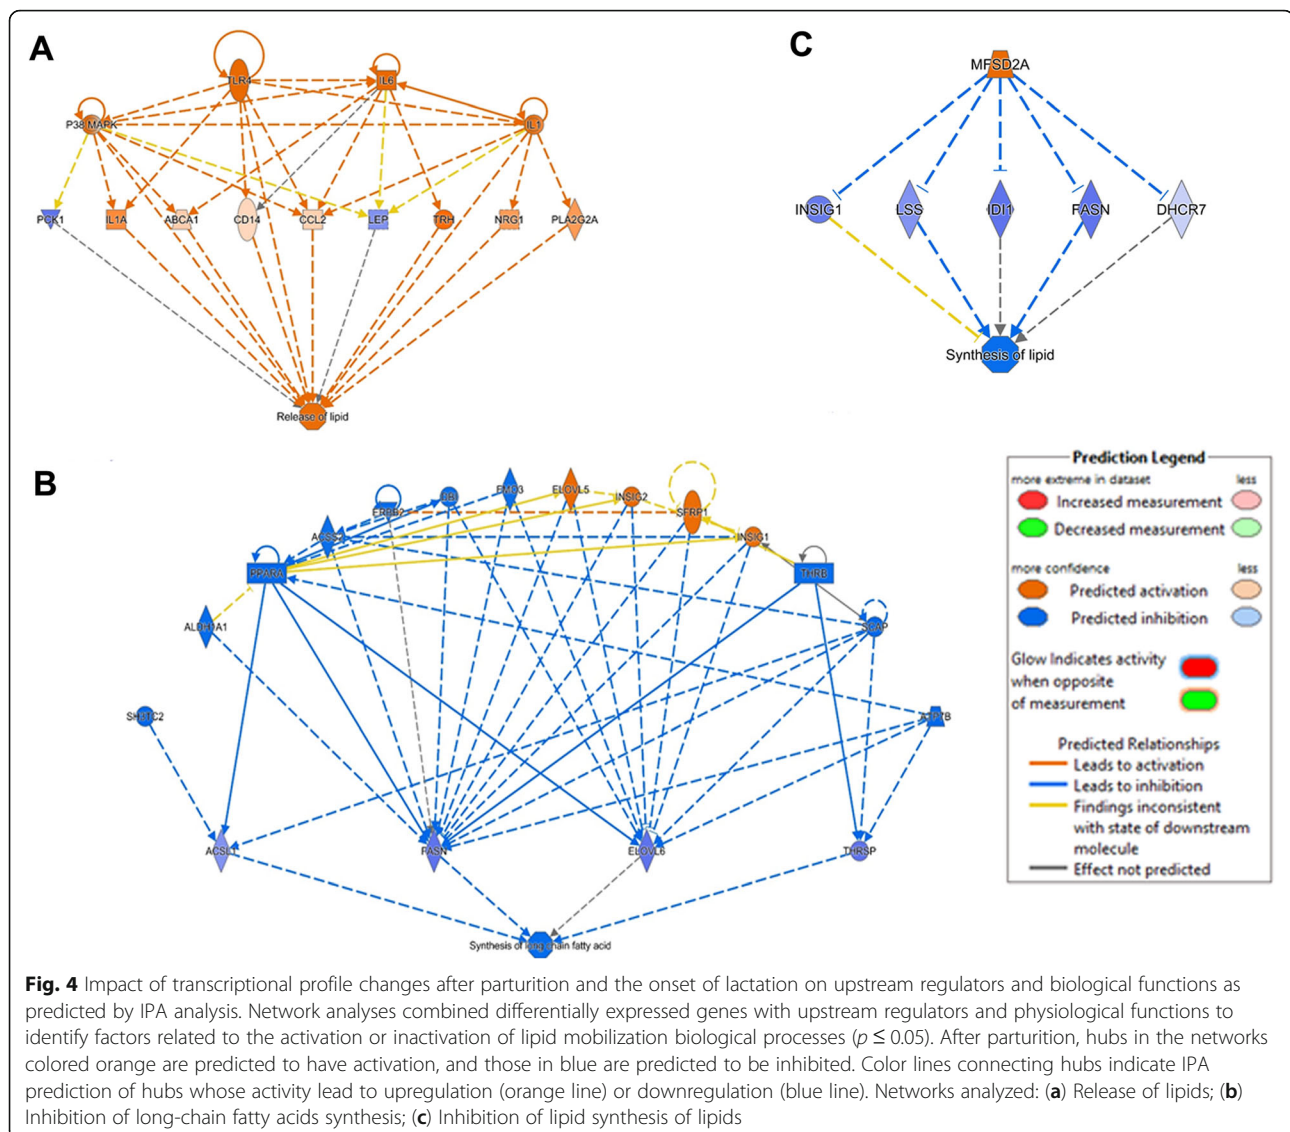 A
TLR4
IL6
P38 MAPK
IL1
PCK1
IL1A
ABCA1
CD14
CCL2
LEP
TRH
NRG1
PLA2G2A
Release of lipid
C
MFSD2A
INSIG1
LSS
IDI1
FASN
DHCR7
Synthesis of lipid
B
ERBB2
ELOVL5
INSIG2
SFRP1
ACSS2
INSIG1
PPARA
THRB
ALDH1A1
SCAP
SH3TC2
ATP7B
ACSL1
FASN
ELOVL6
THRSP
Synthesis of long chain fatty acid
Prediction Legend
more extreme in dataset less
Increased measurement
Decreased measurement
more confidence less
Predicted activation
Predicted inhibition
Glow Indicates activity
when opposite
of measurement
Predicted Relationships
Leads to activation
Leads to inhibition
Findings inconsistent
with state of downstream
molecule
Effect not predicted
Fig. 4 Impact of transcriptional profile changes after parturition and the onset of lactation on upstream regulators and biological functions as
predicted by IPA analysis. Network analyses combined differentially expressed genes with upstream regulators and physiological functions to
identify factors related to the activation or inactivation of lipid mobilization biological processes (p ≤ 0.05). After parturition, hubs in the networks
colored orange are predicted to have activation, and those in blue are predicted to be inhibited. Color lines connecting hubs indicate IPA
prediction of hubs whose activity lead to upregulation (orange line) or downregulation (blue line). Networks analyzed: (a) Release of lipids; (b)
Inhibition of long-chain fatty acids synthesis; (c) Inhibition of lipid synthesis of lipids